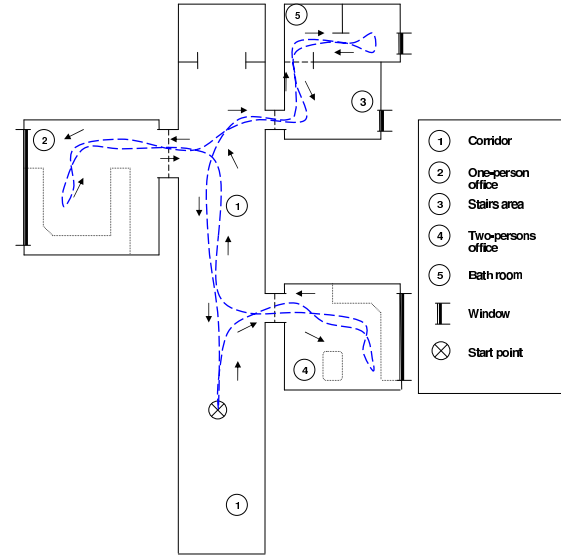 5
3
2
1
4
1
1 Corridor
2 One-person
office
3 Stairs area
4 Two-persons
office
5 Bath room
Window
Start point